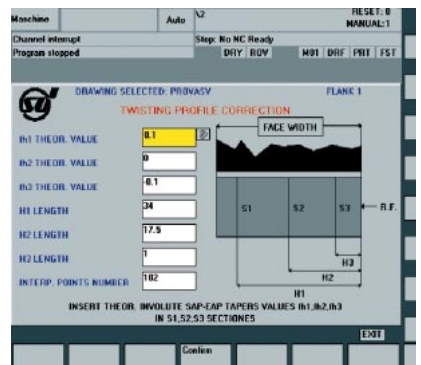 Maschine
Auto
\2
RESET: 0
MANUAL:1
Channel interrupt
Stop: No NC Ready
Program stopped
DRY ROV M01 DRF PRT FST
DRAWING SELECTED: PROVASV
FLANK 1
TWISTING PROFILE CORRECTION
fh1 THEOR. VALUE
0.1
fh2 THEOR. VALUE
0
fh3 THEOR. VALUE
-0.1
H1 LENGTH
34
H2 LENGTH
17.5
H3 LENGTH
1
INTERP. POINTS NUMBER
102
FACE WIDTH
S1
S2
S3
R.F.
H3
H2
H1
INSERT THEOR. INVOLUTE SAP-EAP TAPERS VALUES fh1,fh2,fh3
IN S1,S2,S3 SECTIONES
EXIT
Confirm